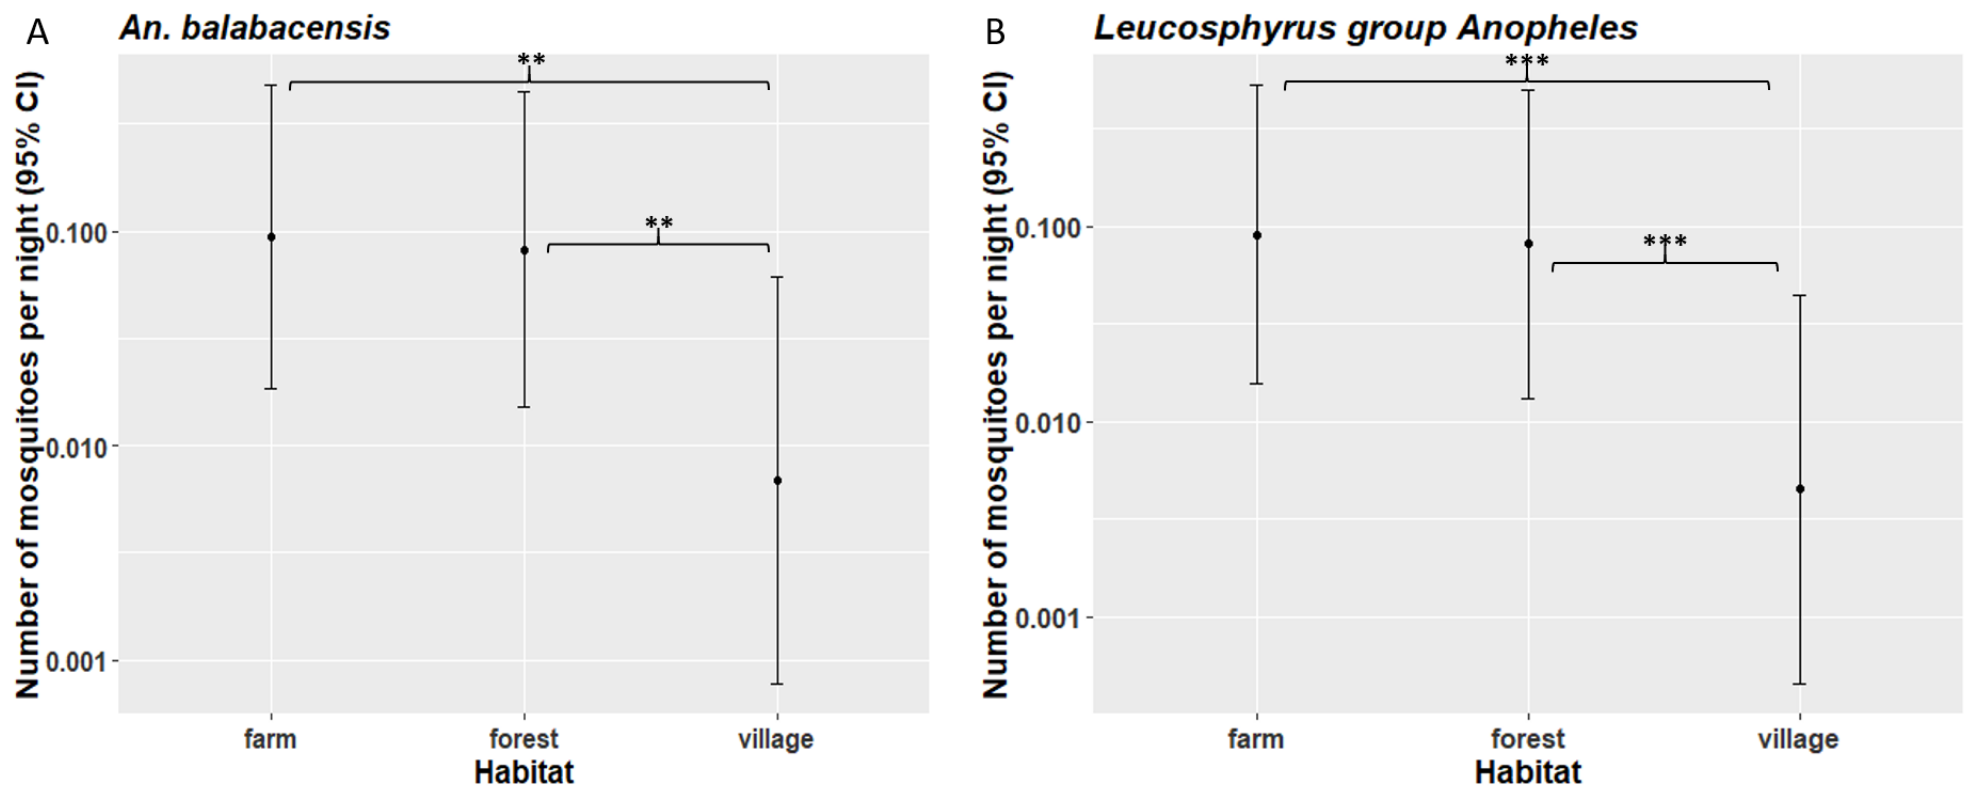 A
An. balabacensis
**
**
Number of mosquitoes per night (95% CI)
0.100
0.010
0.001
farm
forest
village
Habitat
B
Leucosphyrus group Anopheles
***
***
Number of mosquitoes per night (95% CI)
0.100
0.010
0.001
farm
forest
village
Habitat